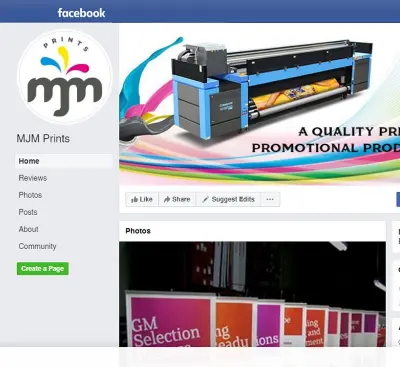 facebook
PRINTS
mjm
MJM Prints
Home
Reviews
Photos
Posts
About
Community
Create a Page
A QUALITY PRI
PROMOTIONAL PROD
Like
Share
Suggest Edits
Photos
GM
Selection